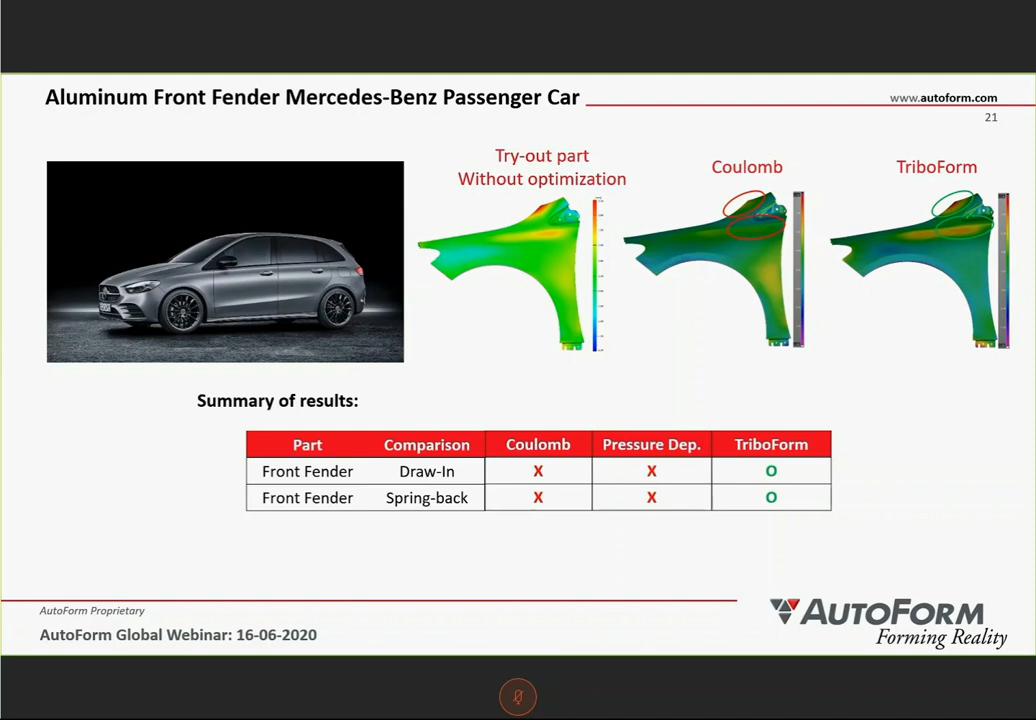 Aluminum Front Fender Mercedes-Benz Passenger Car
www.autoform.com
21
Try-out part
Without optimization
Coulomb
TriboForm
Summary of results:
Part Comparison Coulomb Pressure Dep. TriboForm
Front Fender Draw-In X X O
Front Fender Spring-back X X O
AutoForm Proprietary
AutoForm Global Webinar: 16-06-2020
AUTOFORM
Forming Reality